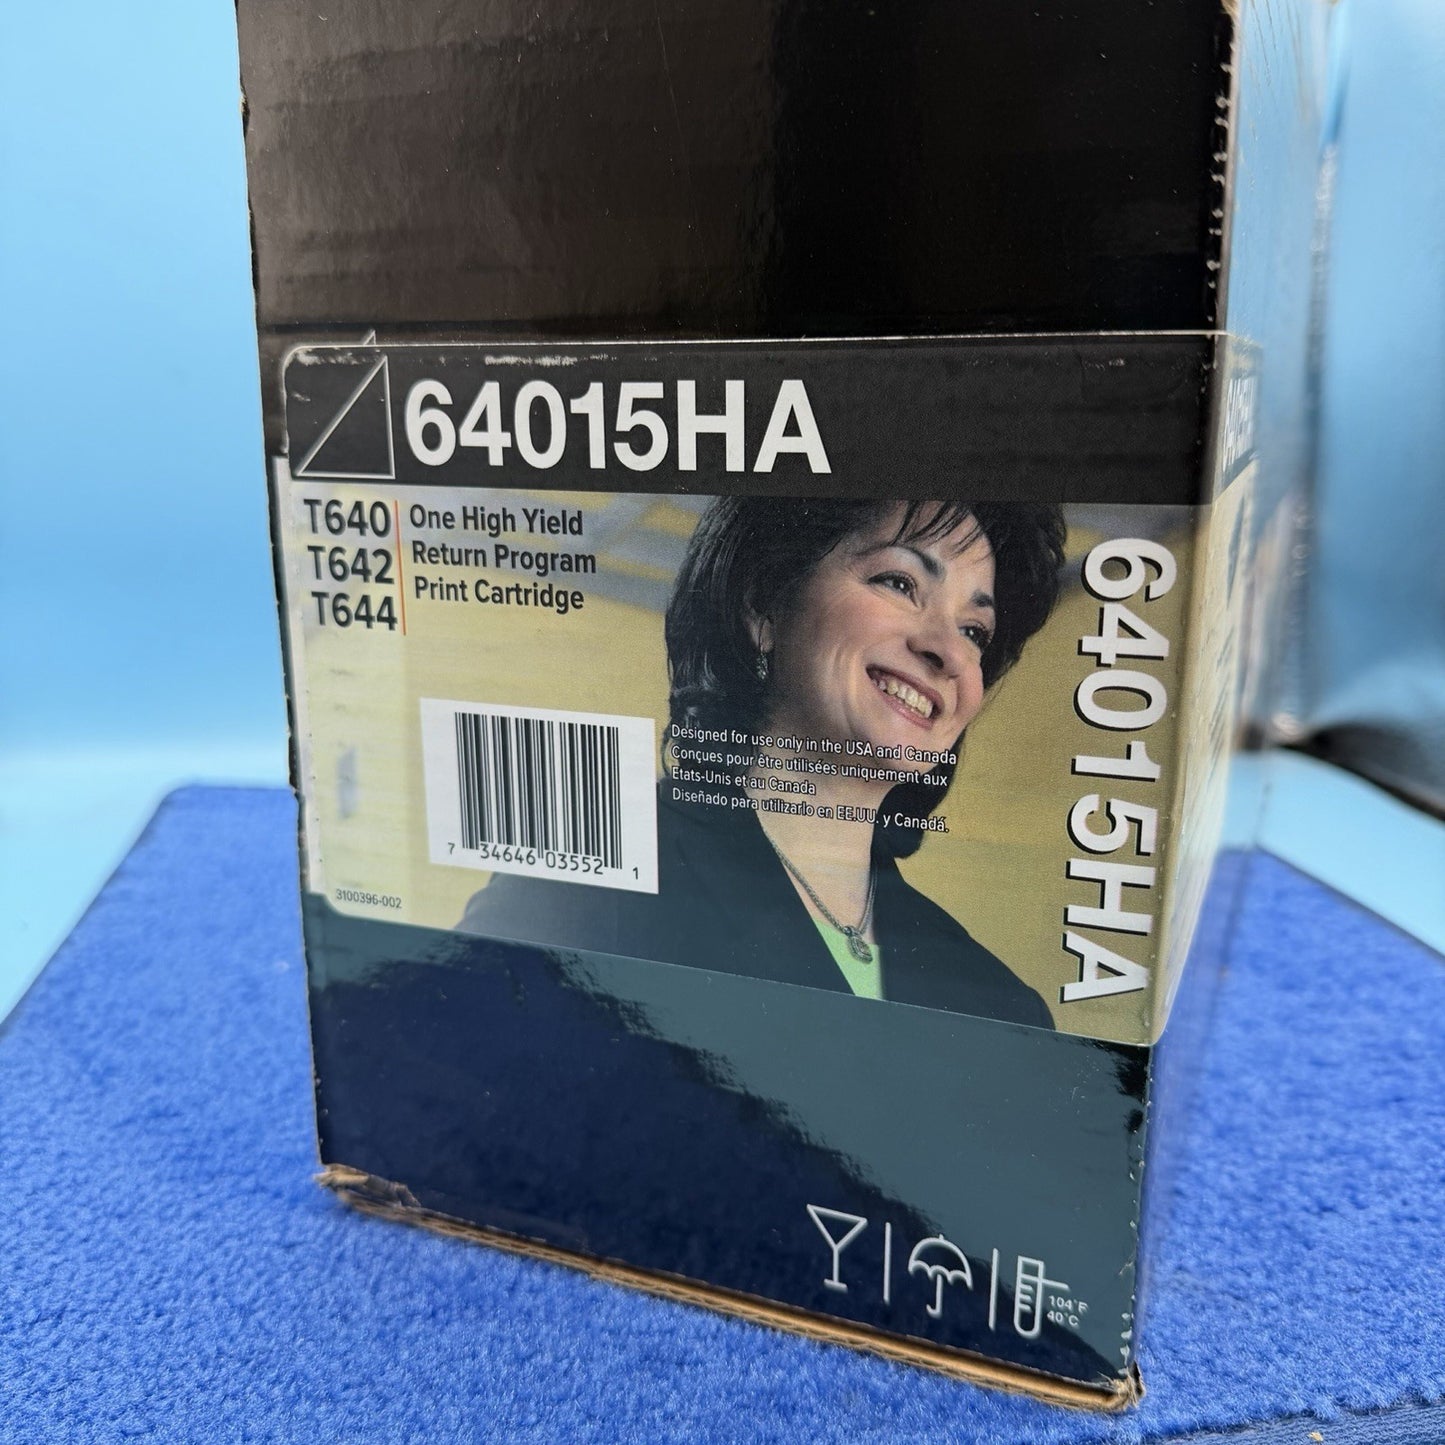 64015HA
T640
T642
T644
One High Yield
Return Program
Print Cartridge
64015HA
Designed for use only in the USA and Canada
Conçues pour être utilisées uniquement aux
Etats-Unis et au Canada
Diseñado para utilizarlo en EE.UU. y Canadá.
7 34646 03552 1
3100396-002
104°F
40°C